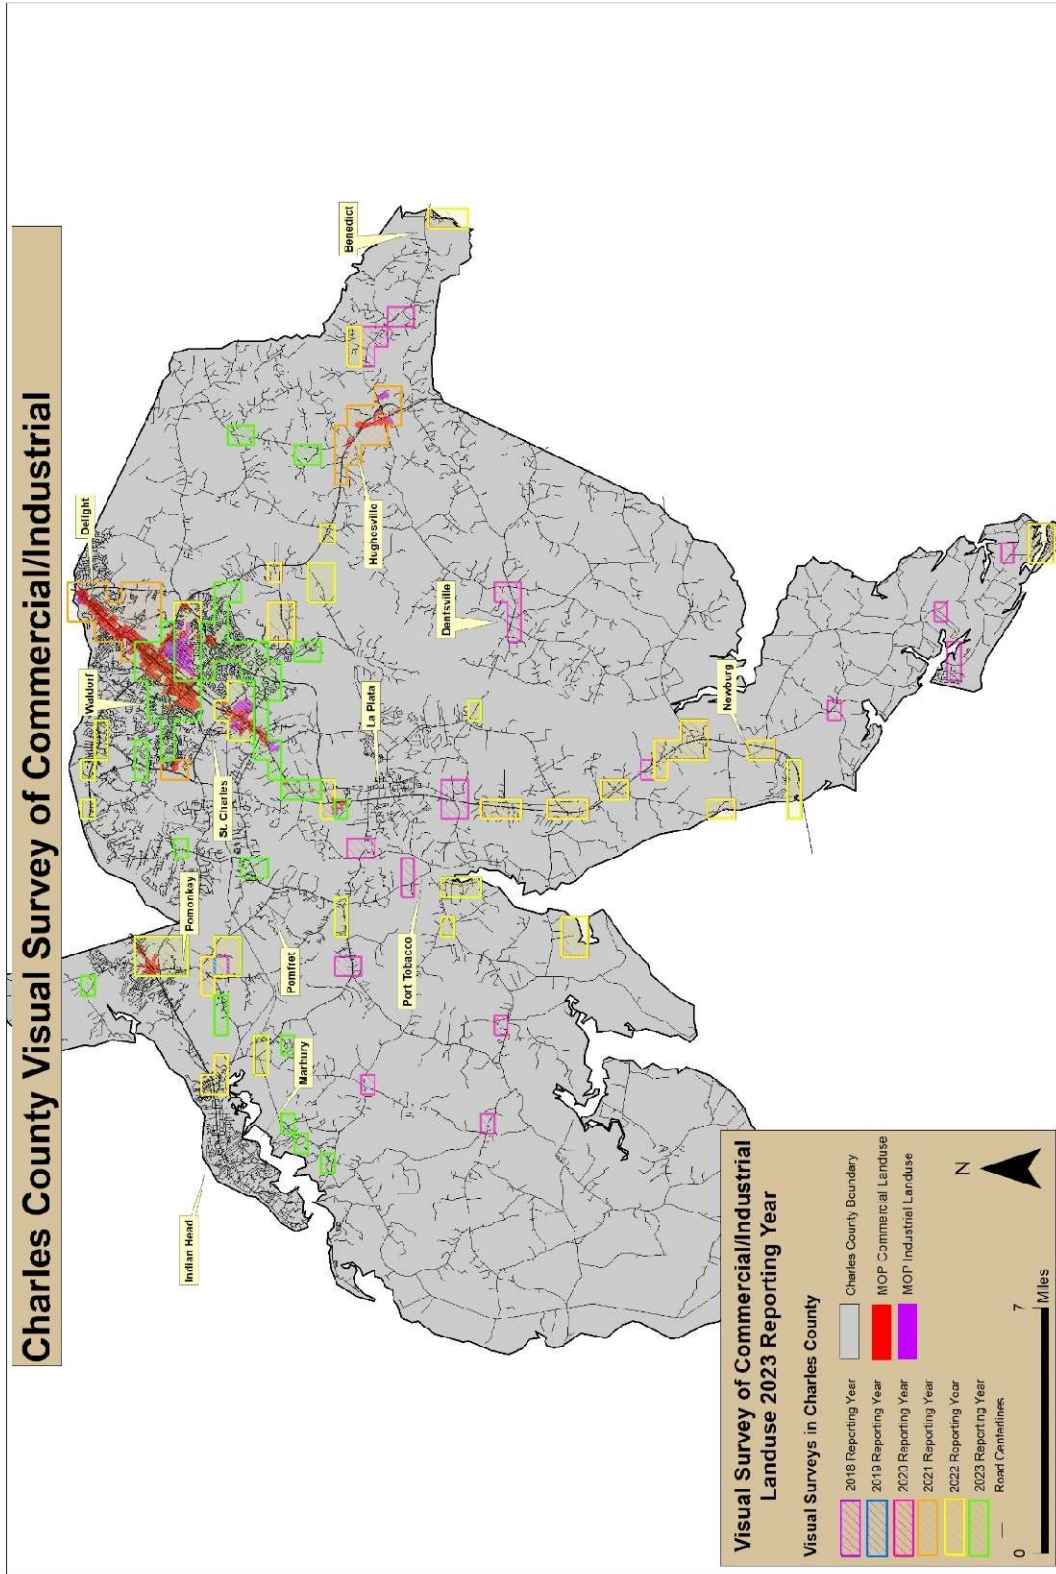 Charles County Visual Survey of Commercial/Industrial
Delight
Waldorf
Benedict
St. Charles
Pomonkay
Hughesville
Indian Head
Pomfret
La Plata
Dentsville
Marbury
Port Tobacco
Newburg
Visual Survey of Commercial/Industrial
Landuse 2023 Reporting Year
Visual Surveys in Charles County
2018 Reporting Year
2019 Reporting Year
2020 Reporting Year
2021 Reporting Year
2022 Reporting Year
2023 Reporting Year
Road Centerlines
Charles County Boundary
MOP Commercial Landuse
MOP Industrial Landuse
N
0
7
Miles